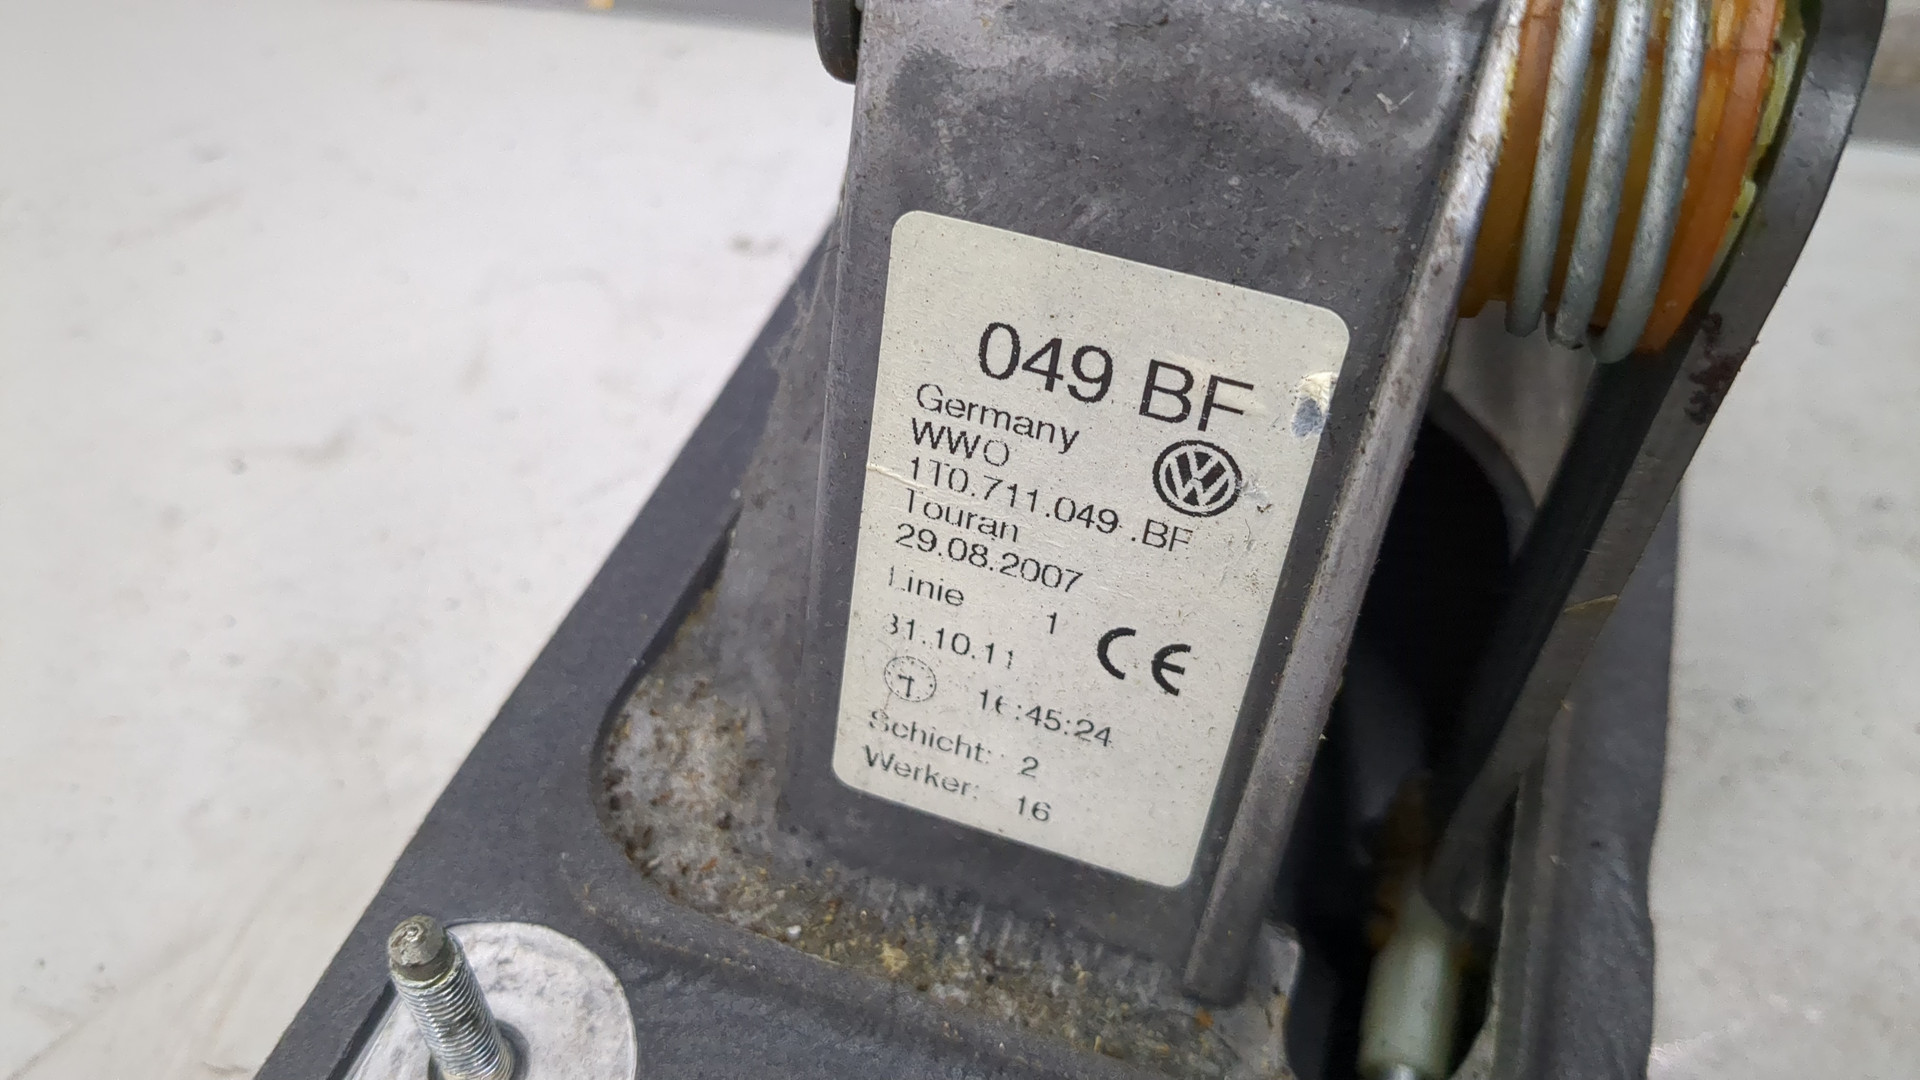 049 BF
Germany
WWO
1T0.711.049 .BF
Touran
29.08.2007
Linie 1
31.10.11
CE
16:45:24
Schicht: 2
Werker: 16